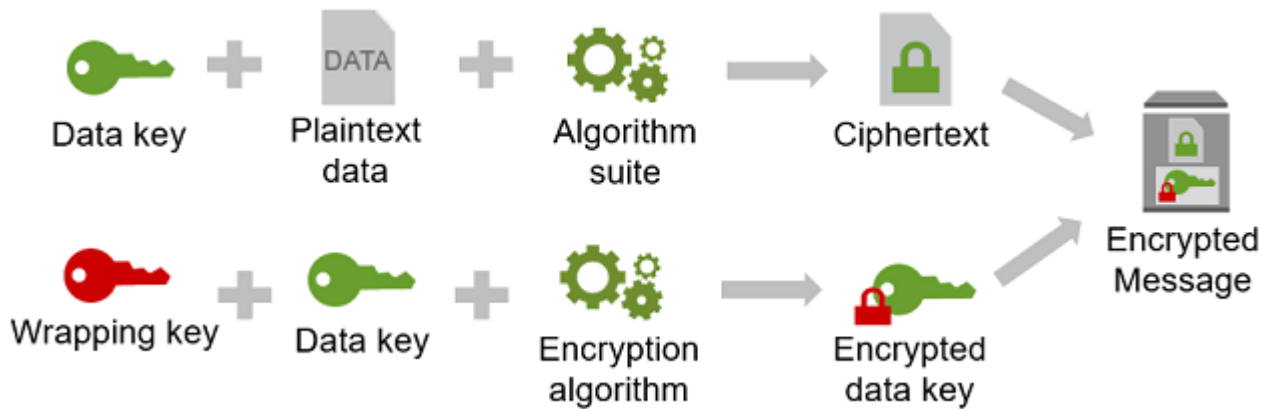 DATA
Data key
Plaintext
data
Algorithm
suite
Ciphertext
Wrapping key
Data key
Encryption
algorithm
Encrypted
data key
Encrypted
Message